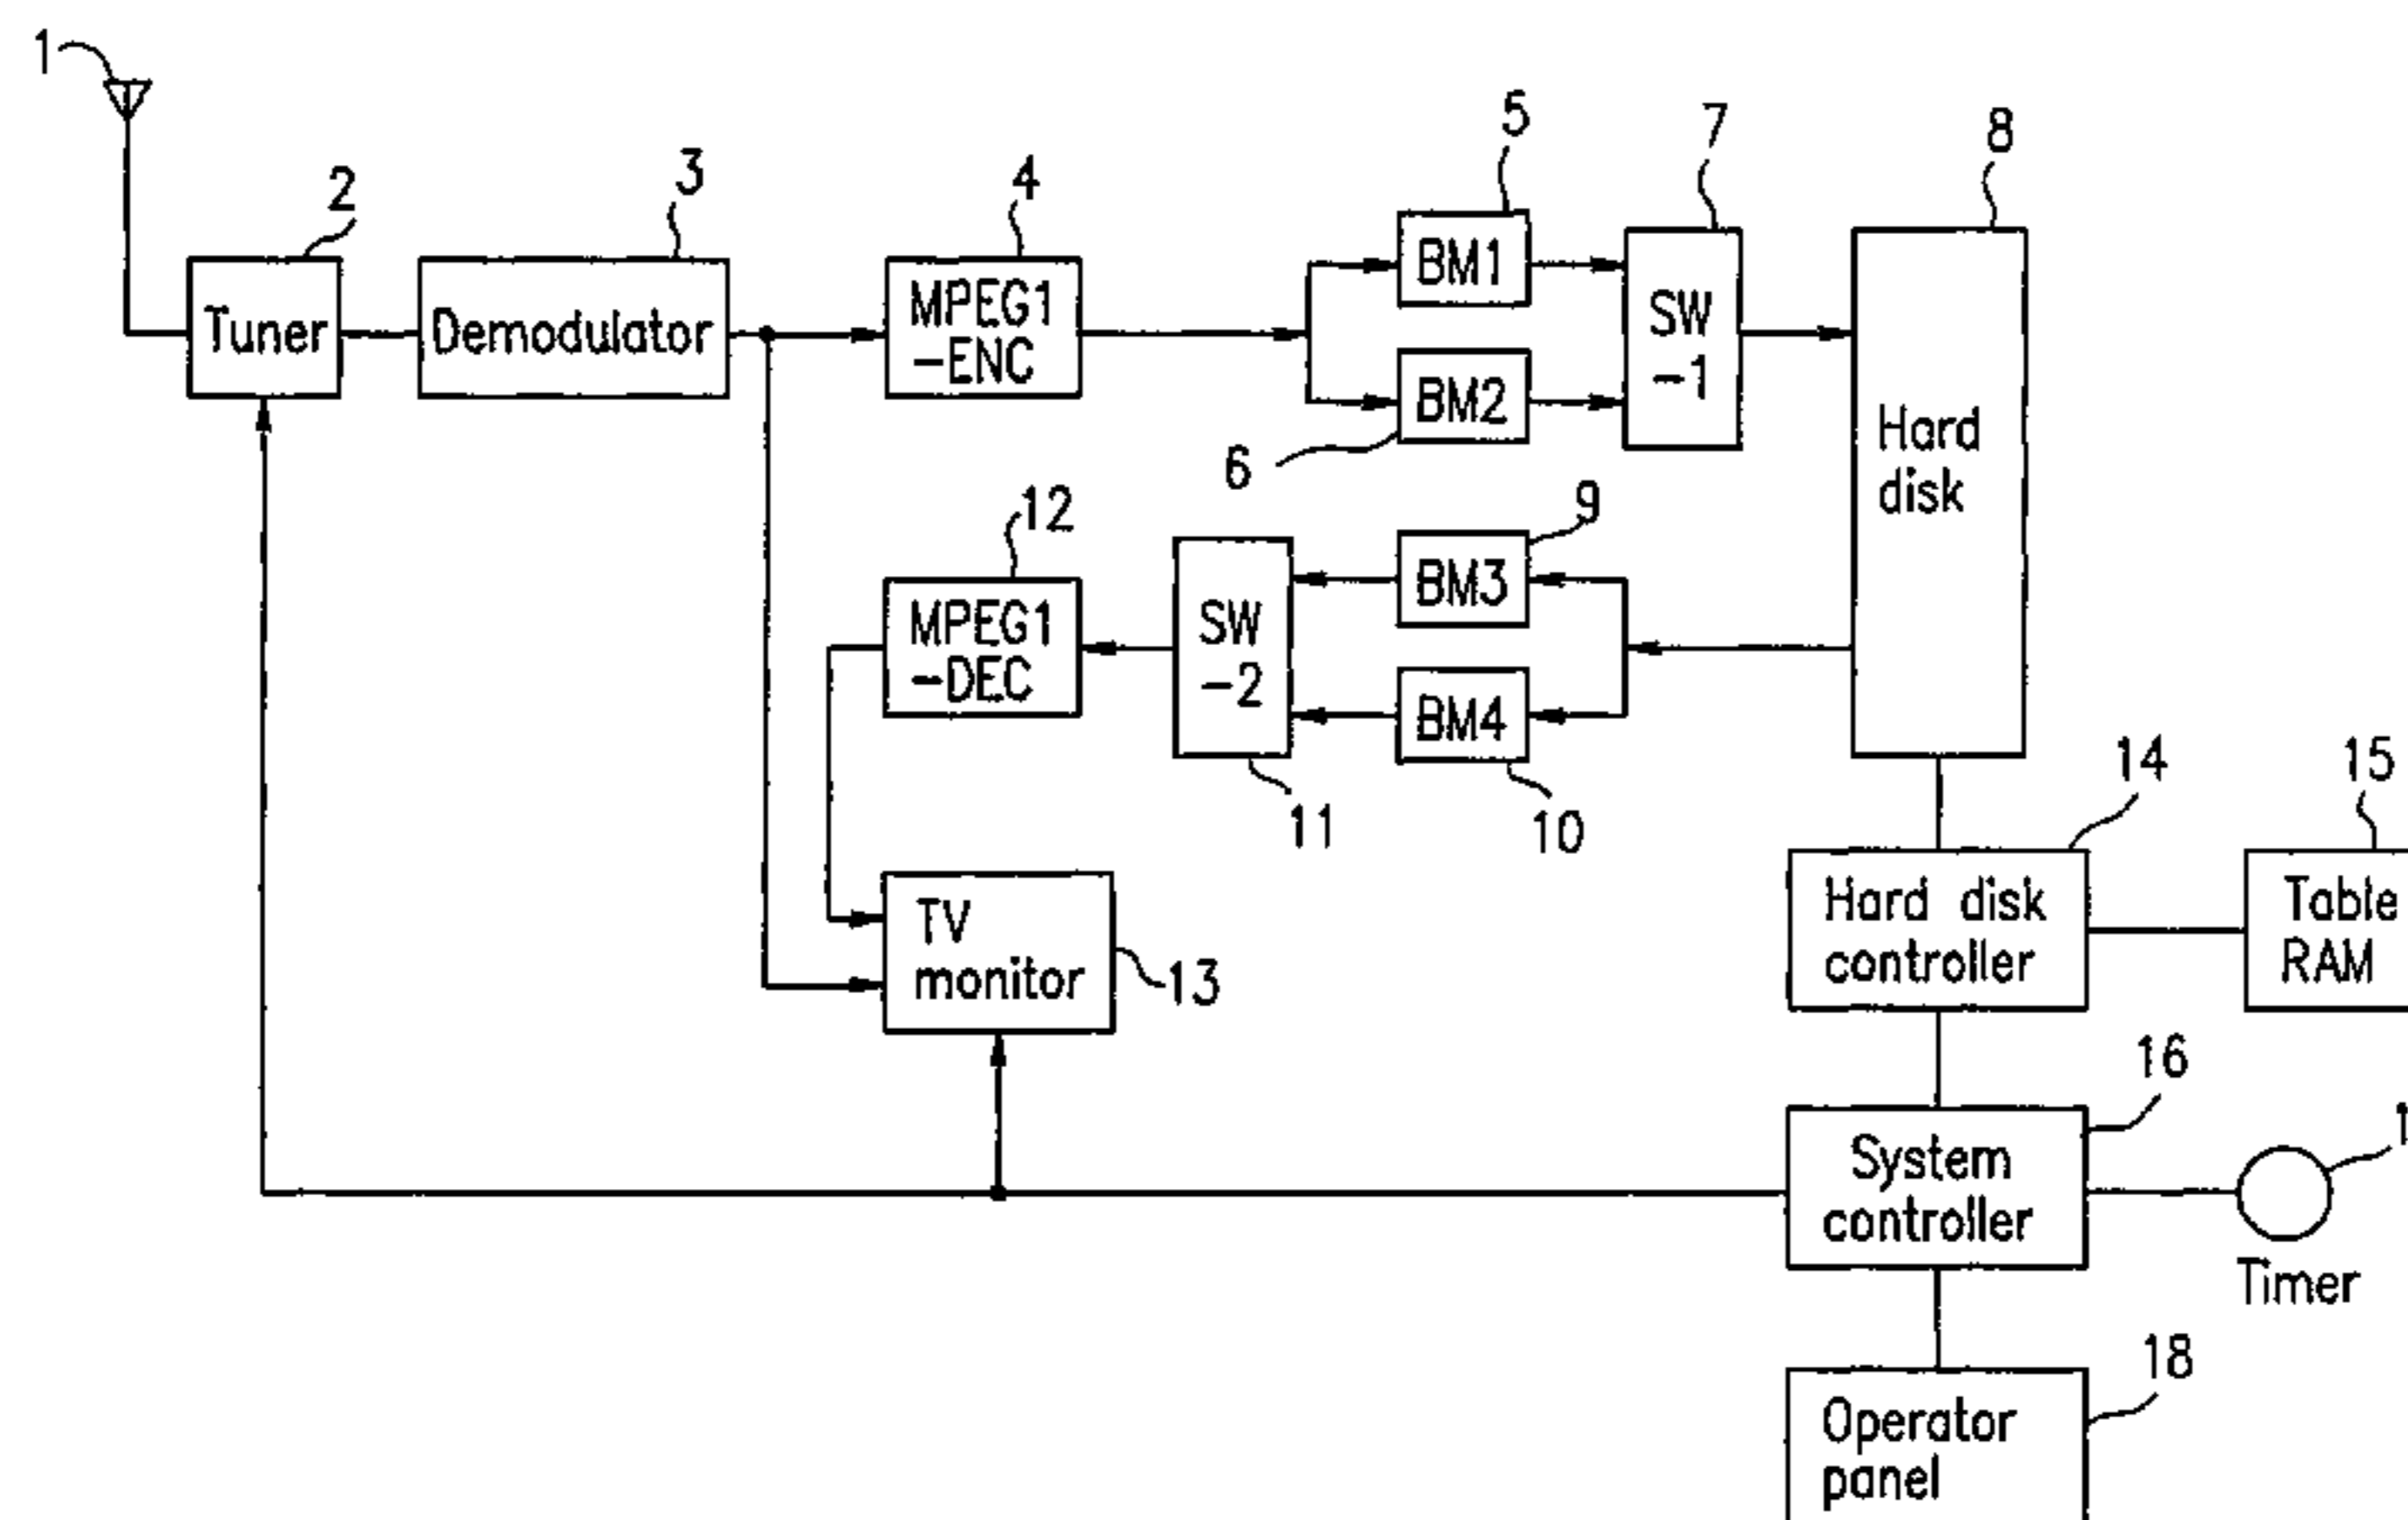 1
2
3
4
5
7
8
Tuner
Demodulator
MPEG1
-ENC
BM1
BM2
SW
-1
Hard
disk
6
12
9
MPEG1
-DEC
SW
-2
BM3
BM4
11
10
14
15
TV
monitor
13
Hard disk
controller
Table
RAM
16
System
controller
Timer
18
Operator
panel